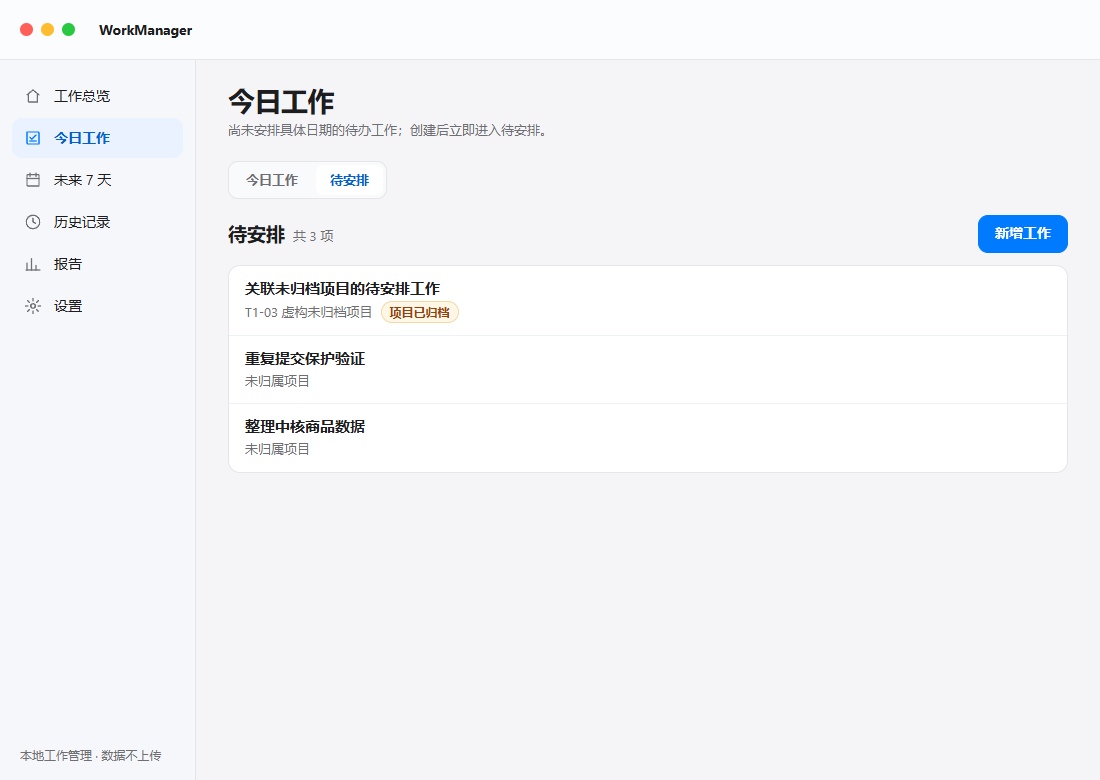 WorkManager
工作总览
今日工作
未来 7 天
历史记录
报告
设置
本地工作管理 · 数据不上传
今日工作
尚未安排具体日期的待办工作；创建后立即进入待安排。
今日工作 待安排
待安排 共 3 项 新增工作
关联未归档项目的待安排工作
T1-03 虚构未归档项目 项目已归档
重复提交保护验证
未归属项目
整理中核商品数据
未归属项目